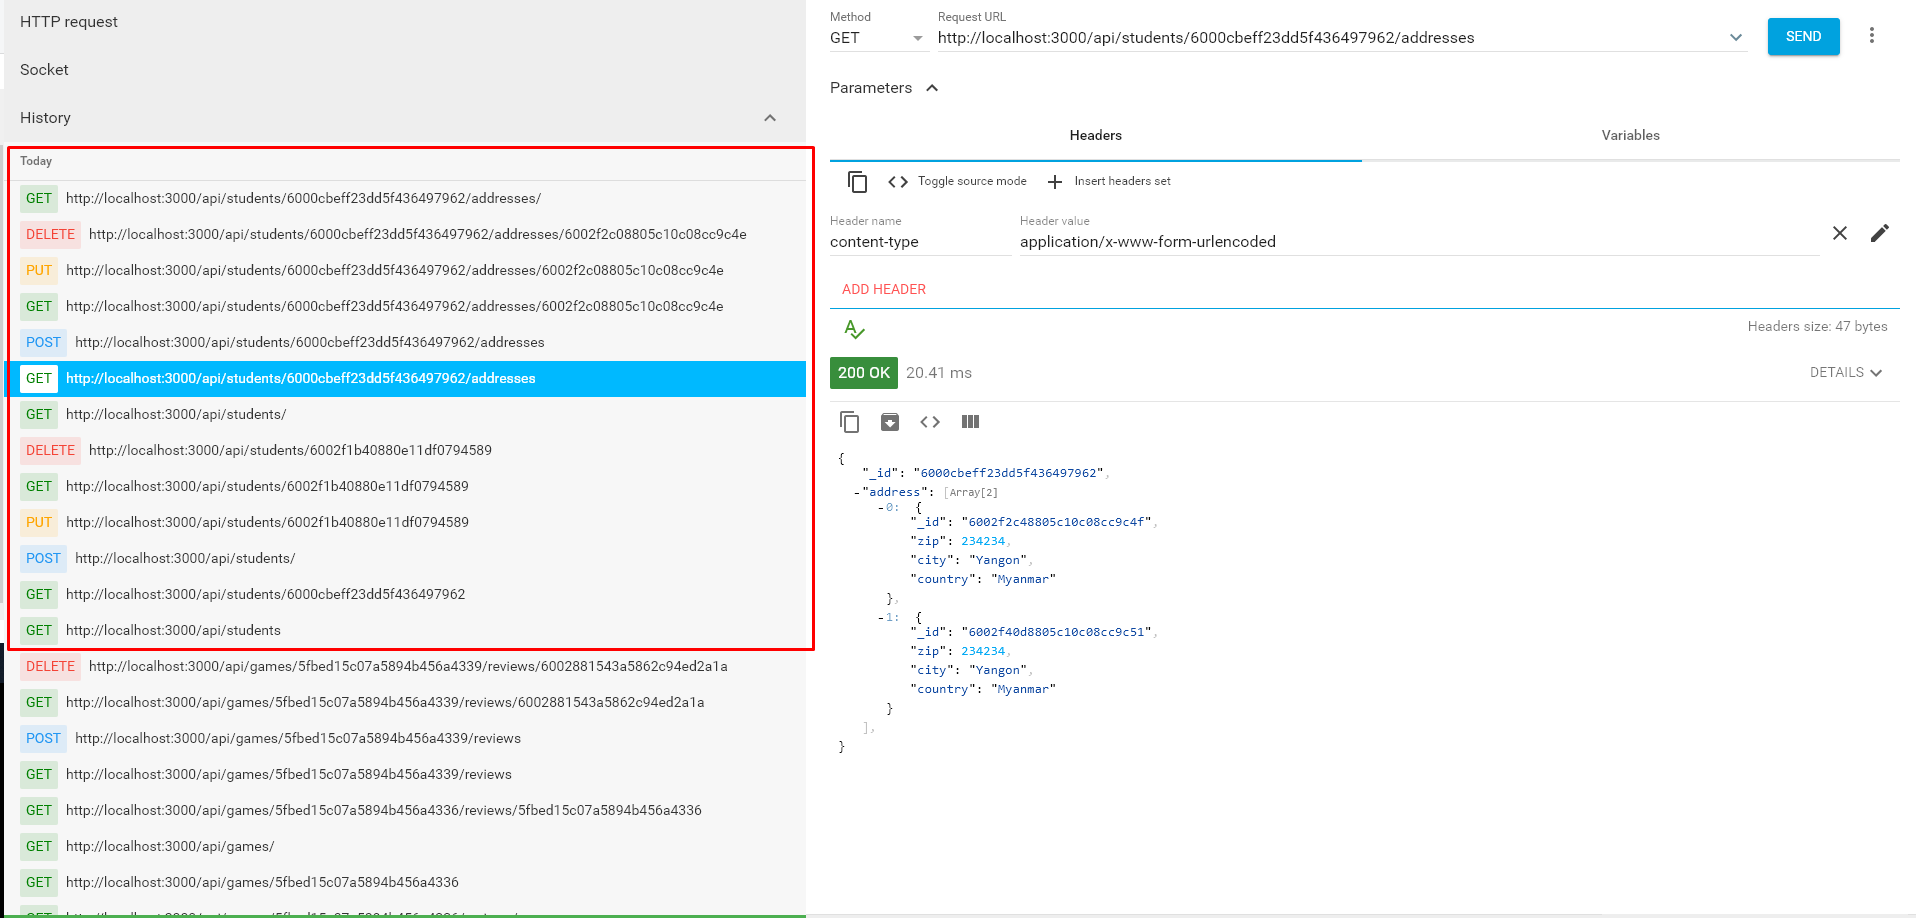 HTTP request
Socket
History
Today
GET http://localhost:3000/api/students/6000cbeff23dd5f436497962/addresses/
DELETE http://localhost:3000/api/students/6000cbeff23dd5f436497962/addresses/6002f2c08805c10c08cc9c4e
PUT http://localhost:3000/api/students/6000cbeff23dd5f436497962/addresses/6002f2c08805c10c08cc9c4e
GET http://localhost:3000/api/students/6000cbeff23dd5f436497962/addresses/6002f2c08805c10c08cc9c4e
POST http://localhost:3000/api/students/6000cbeff23dd5f436497962/addresses
GET http://localhost:3000/api/students/6000cbeff23dd5f436497962/addresses
GET http://localhost:3000/api/students/
DELETE http://localhost:3000/api/students/6002f1b40880e11df0794589
GET http://localhost:3000/api/students/6002f1b40880e11df0794589
PUT http://localhost:3000/api/students/6002f1b40880e11df0794589
POST http://localhost:3000/api/students/
GET http://localhost:3000/api/students/6000cbeff23dd5f436497962
GET http://localhost:3000/api/students
DELETE http://localhost:3000/api/games/5fbed15c07a5894b456a4339/reviews/6002881543a5862c94ed2a1a
GET http://localhost:3000/api/games/5fbed15c07a5894b456a4339/reviews/6002881543a5862c94ed2a1a
POST http://localhost:3000/api/games/5fbed15c07a5894b456a4339/reviews
GET http://localhost:3000/api/games/5fbed15c07a5894b456a4339/reviews
GET http://localhost:3000/api/games/5fbed15c07a5894b456a4336/reviews/5fbed15c07a5894b456a4336
GET http://localhost:3000/api/games/
GET http://localhost:3000/api/games/5fbed15c07a5894b456a4336
Method Request URL
GET http://localhost:3000/api/students/6000cbeff23dd5f436497962/addresses SEND
Parameters
Headers Variables
Toggle source mode Insert headers set
Header name Header value
content-type application/x-www-form-urlencoded
ADD HEADER
Headers size: 47 bytes
200 OK 20.41 ms DETAILS
{
"_id": "6000cbeff23dd5f436497962",
-"address": [Array[2]
-0: {
"_id": "6002f2c48805c10c08cc9c4f",
"zip": 234234,
"city": "Yangon",
"country": "Myanmar"
},
-1: {
"_id": "6002f40d8805c10c08cc9c51",
"zip": 234234,
"city": "Yangon",
"country": "Myanmar"
}
],
}